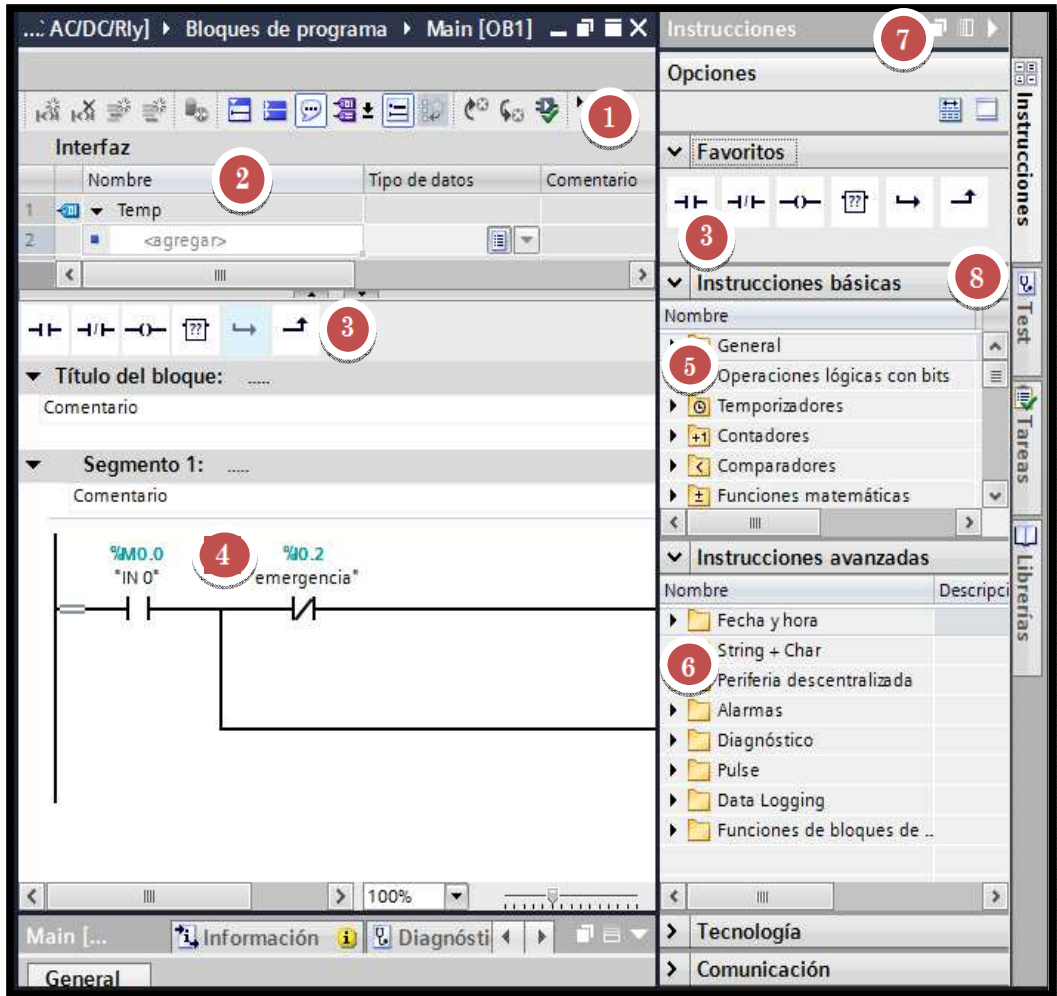 ...: AC/DC/Rly] Bloques de programa Main [OB1]
1
Interfaz
Nombre 2 Tipo de datos Comentario
1 Temp
2 <agregar>
3
Título del bloque: .....
Comentario
Segmento 1: .....
Comentario
%M0.0 4 %I0.2
"IN 0" emergencia"
100%
Main [... Información Diagnósti
General
Instrucciones 7
Opciones
Favoritos
??
3
Instrucciones básicas 8
Nombre
General
5 Operaciones lógicas con bits
Temporizadores
+1 Contadores
Comparadores
Funciones matemáticas
Instrucciones avanzadas
Nombre Descripci
Fecha y hora
String + Char
6 Periferia descentralizada
Alarmas
Diagnóstico
Pulse
Data Logging
Funciones de bloques de ..
Tecnología
Comunicación
Instrucciones
Test
Tareas
Librerías